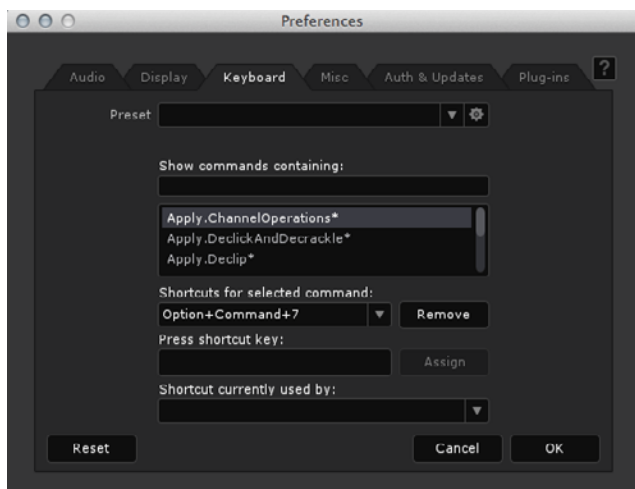 Preferences
Audio Display Keyboard Misc Auth & Updates Plug-ins ?
Preset
Show commands containing:
Apply.ChannelOperations*
Apply.DeclickAndDecrackle*
Apply.Declip*
Shortcuts for selected command:
Option+Command+7 Remove
Press shortcut key:
Assign
Shortcut currently used by:
Reset Cancel OK